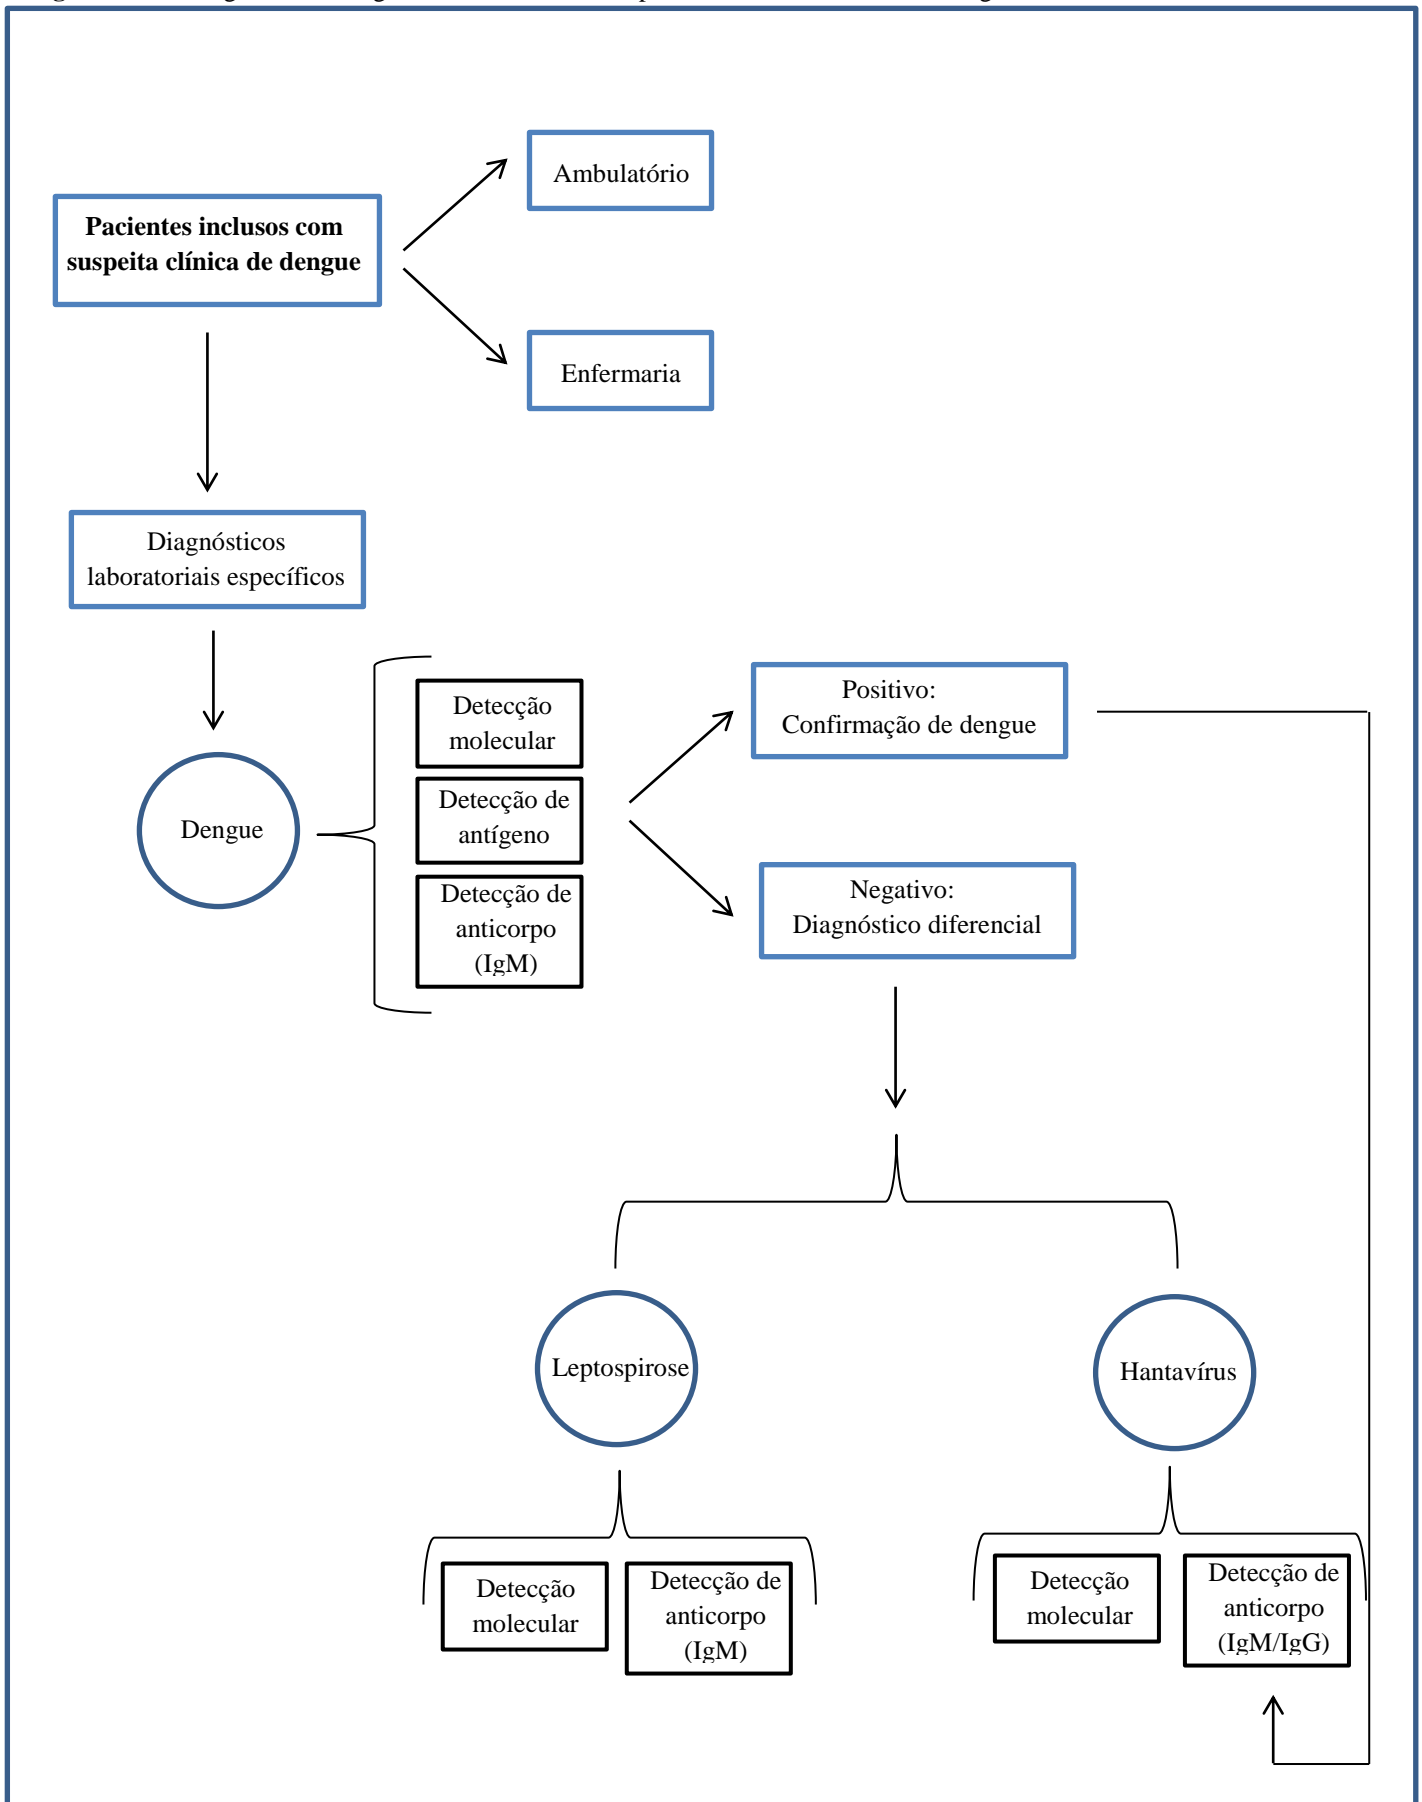 Ambulatório
Pacientes inclusos com
suspeita clínica de dengue
Enfermaria
Diagnósticos
laboratoriais específicos
Dengue
Detecção
molecular
Detecção de
antígeno
Detecção de
anticorpo
(IgM)
Positivo:
Confirmação de dengue
Negativo:
Diagnóstico diferencial
Leptospirose
Hantavírus
Detecção
molecular
Detecção de
anticorpo
(IgM)
Detecção
molecular
Detecção de
anticorpo
(IgM/IgG)